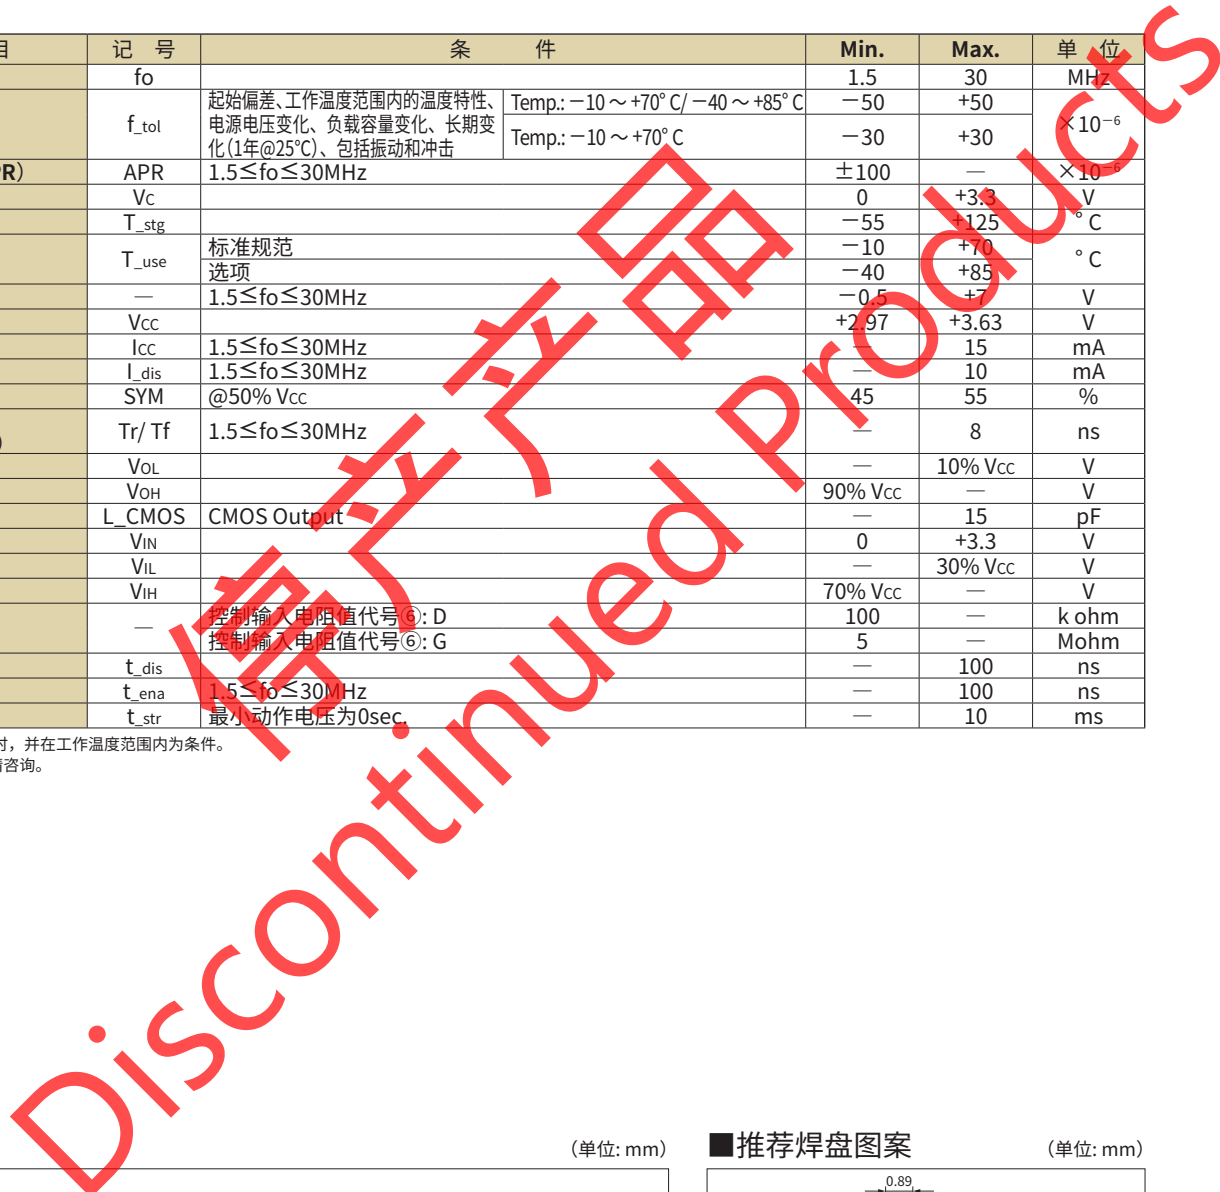 目 记 号 条 件 Min. Max. 单 位
fo 1.5 30 MHz
f_tol 起始偏差、工作温度范围内的温度特性、电源电压变化、负载容量变化、长期变化(1年@25℃)、包括振动和冲击 Temp.: −10 ~ +70° C/ −40 ~ +85° C −50 +50 ×10⁻⁶
Temp.: −10 ~ +70° C −30 +30
PR) APR 1.5≤fo≤30MHz ±100 — ×10⁻⁶
Vc 0 +3.3 V
T_stg −55 +125 ° C
T_use 标准规范 −10 +70 ° C
选项 −40 +85
— 1.5≤fo≤30MHz −0.5 +7 V
Vcc +2.97 +3.63 V
Icc 1.5≤fo≤30MHz — 15 mA
I_dis 1.5≤fo≤30MHz — 10 mA
SYM @50% Vcc 45 55 %
) Tr/ Tf 1.5≤fo≤30MHz — 8 ns
VOL — 10% Vcc V
VOH 90% Vcc — V
L_CMOS CMOS Output — 15 pF
VIN 0 +3.3 V
VIL — 30% Vcc V
VIH 70% Vcc — V
— 控制输入电阻值代号⑥: D 100 — k ohm
控制输入电阻值代号⑥: G 5 — Mohm
t_dis — 100 ns
t_ena 1.5≤fo≤30MHz — 100 ns
t_str 最小动作电压为0sec. — 10 ms
时，并在工作温度范围内为条件。
请咨询。
停产产品
Discontinued Products
(单位: mm) ■推荐焊盘图案 (单位: mm)
0.89